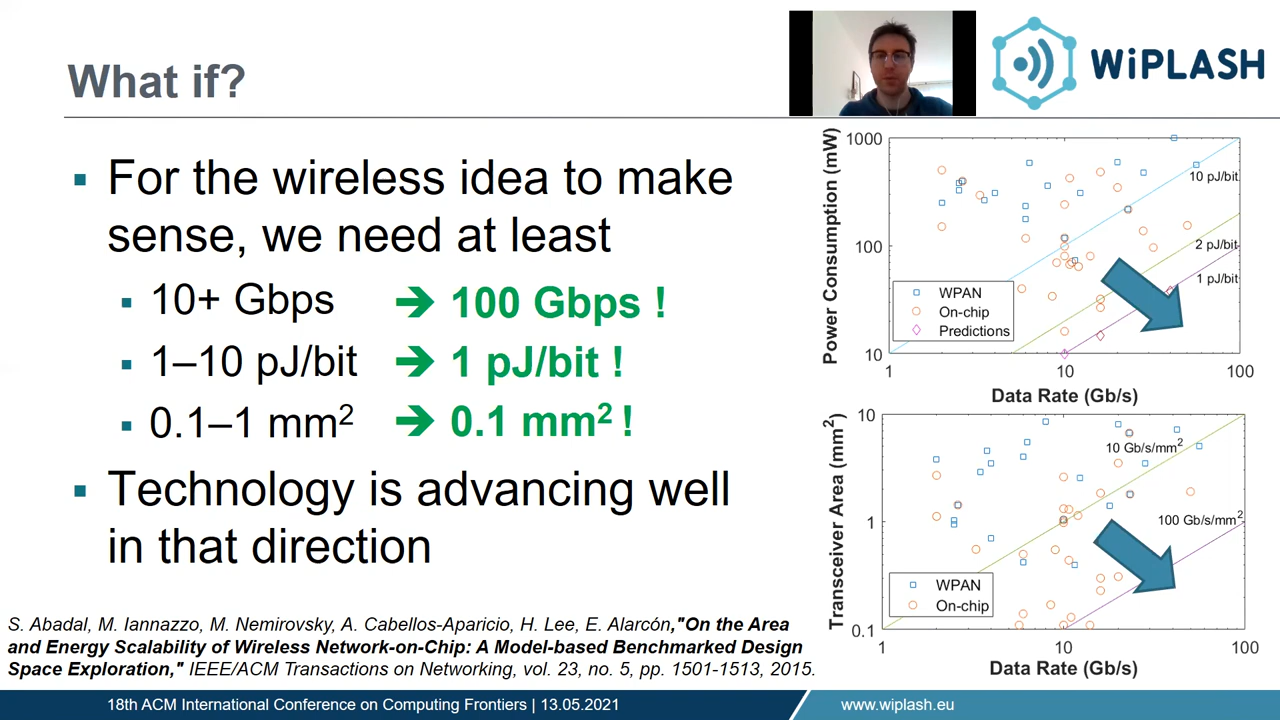 What if?
WiPLASH
▪ For the wireless idea to make
sense, we need at least
▪ 10+ Gbps ➔ 100 Gbps !
▪ 1–10 pJ/bit ➔ 1 pJ/bit !
▪ 0.1–1 mm² ➔ 0.1 mm² !
▪ Technology is advancing well
in that direction
Power Consumption (mW)
1000
100
10
10 pJ/bit
2 pJ/bit
1 pJ/bit
WPAN
On-chip
Predictions
1 10 100
Data Rate (Gb/s)
Transceiver Area (mm²)
10
1
0.1
10 Gb/s/mm²
100 Gb/s/mm²
WPAN
On-chip
1 10 100
Data Rate (Gb/s)
S. Abadal, M. Iannazzo, M. Nemirovsky, A. Cabellos-Aparicio, H. Lee, E. Alarcón,"On the Area
and Energy Scalability of Wireless Network-on-Chip: A Model-based Benchmarked Design
Space Exploration," IEEE/ACM Transactions on Networking, vol. 23, no. 5, pp. 1501-1513, 2015.
18th ACM International Conference on Computing Frontiers | 13.05.2021
www.wiplash.eu